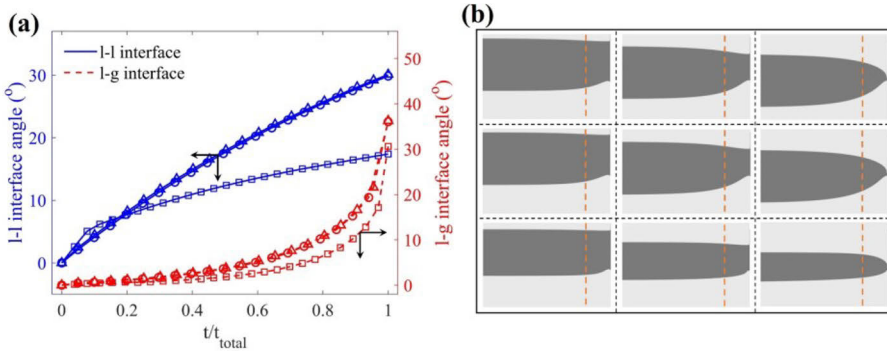 (a)
l-l interface
l-g interface
30
20
10
0
l-l interface angle (°)
50
40
30
20
10
0
l-g interface angle (°)
0 0.2 0.4 0.6 0.8 1
t/t_total
(b)